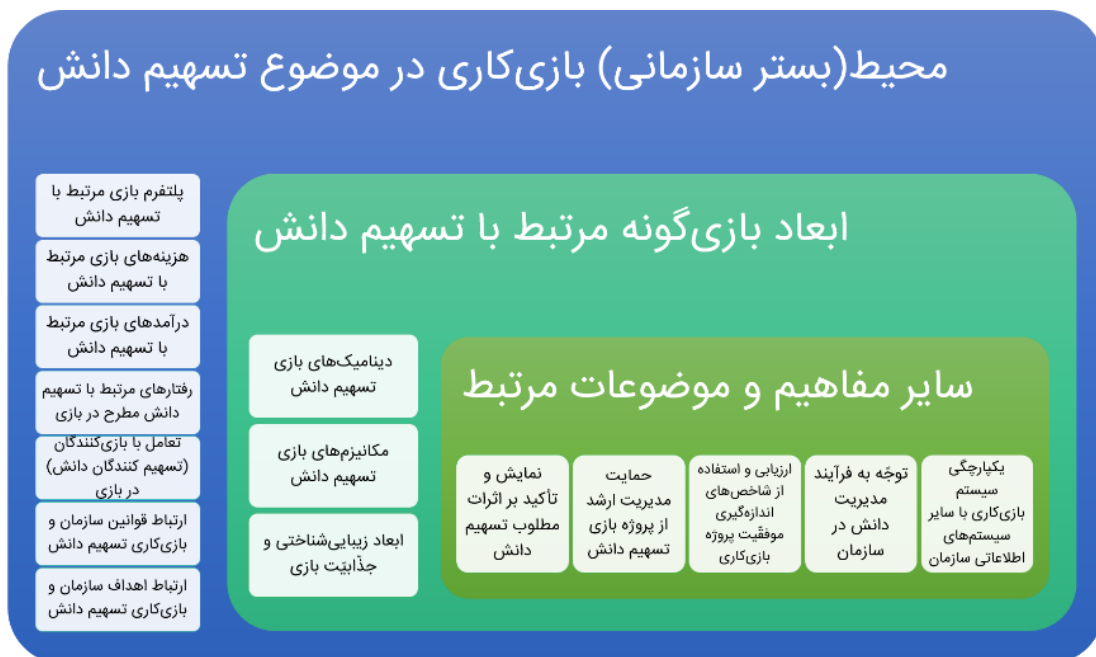 محیط(بستر سازمانی) بازی‌کاری در موضوع تسهیم دانش
پلتفرم بازی مرتبط با
تسهیم دانش
هزینه‌های بازی مرتبط
با تسهیم دانش
درآمدهای بازی مرتبط
با تسهیم دانش
رفتارهای مرتبط با تسهیم
دانش مطرح در بازی
تعامل با بازی‌کنندگان
(تسهیم کنندگان دانش)
در بازی
ارتباط قوانین سازمان و
بازی‌کاری تسهیم دانش
ارتباط اهداف سازمان و
بازی‌کاری تسهیم دانش
ابعاد بازی‌گونه مرتبط با تسهیم دانش
دینامیک‌های بازی
تسهیم دانش
مکانیزم‌های بازی
تسهیم دانش
ابعاد زیبایی‌شناختی و
جذّابیّت بازی
سایر مفاهیم و موضوعات مرتبط
یکپارچگی
سیستم
بازی‌کاری با سایر
سیستم‌های
اطلاعاتی سازمان
توجّه به فرآیند
مدیریت
دانش در
سازمان
ارزیابی و استفاده
از شاخص‌های
اندازه‌گیری
موفقّیت پروژه
بازی‌کاری
حمایت
مدیریت ارشد
از پروژه بازی
تسهیم دانش
نمایش و
تأکید بر اثرات
مطلوب تسهیم
دانش